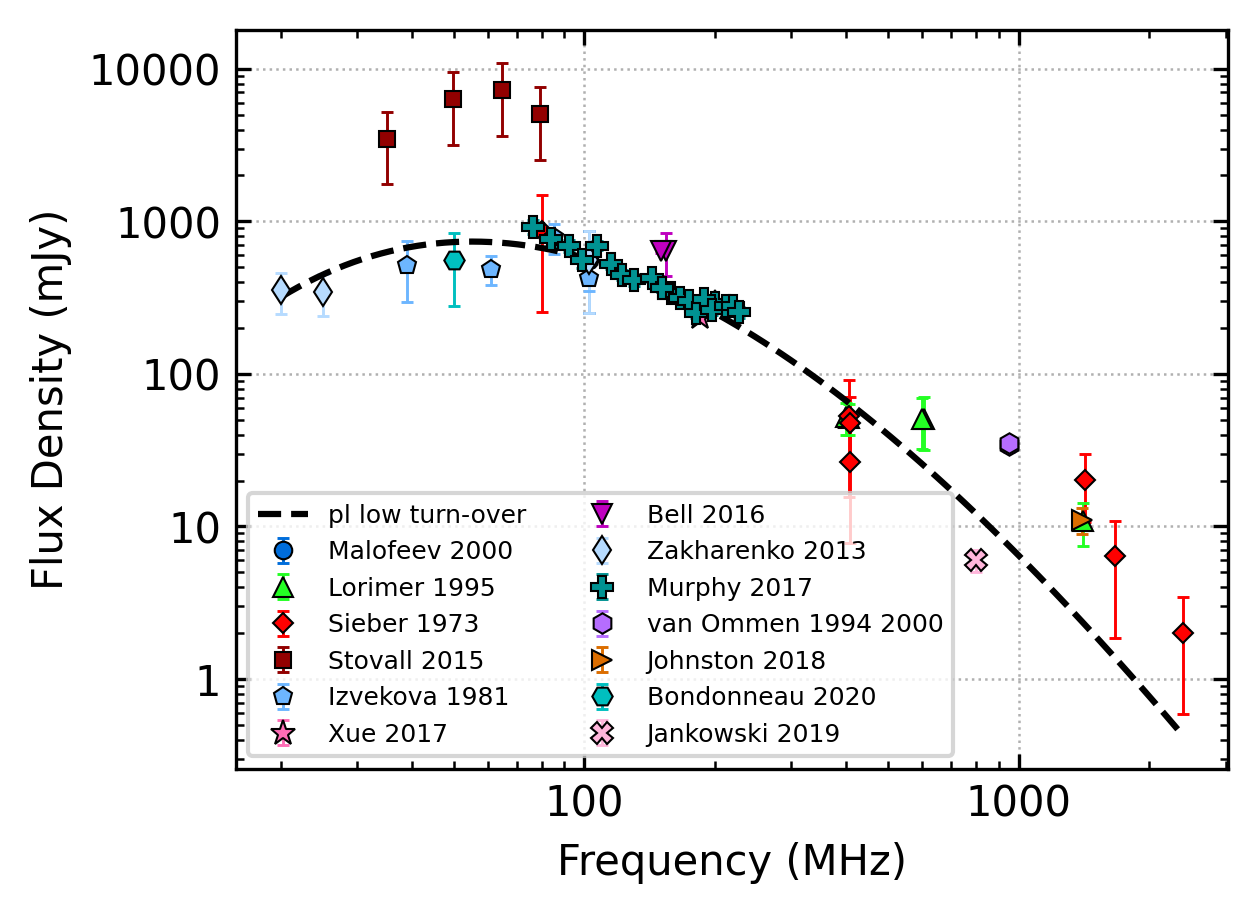 10000
1000
100
10
1
Flux Density (mJy)
pl low turn-over
Malofeev 2000
Lorimer 1995
Sieber 1973
Stovall 2015
Izvekova 1981
Xue 2017
Bell 2016
Zakharenko 2013
Murphy 2017
van Ommen 1994 2000
Johnston 2018
Bondonneau 2020
Jankowski 2019
100
1000
Frequency (MHz)